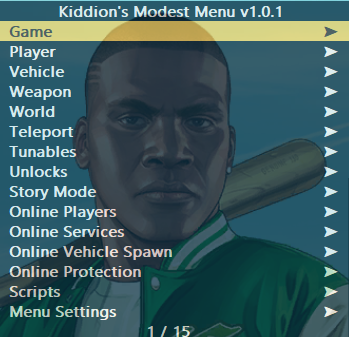 Kiddion's Modest Menu v1.0.1
Game
Player
Vehicle
Weapon
World
Teleport
Tunables
Unlocks
Story Mode
Online Players
Online Services
Online Vehicle Spawn
Online Protection
Scripts
Menu Settings
1 / 15